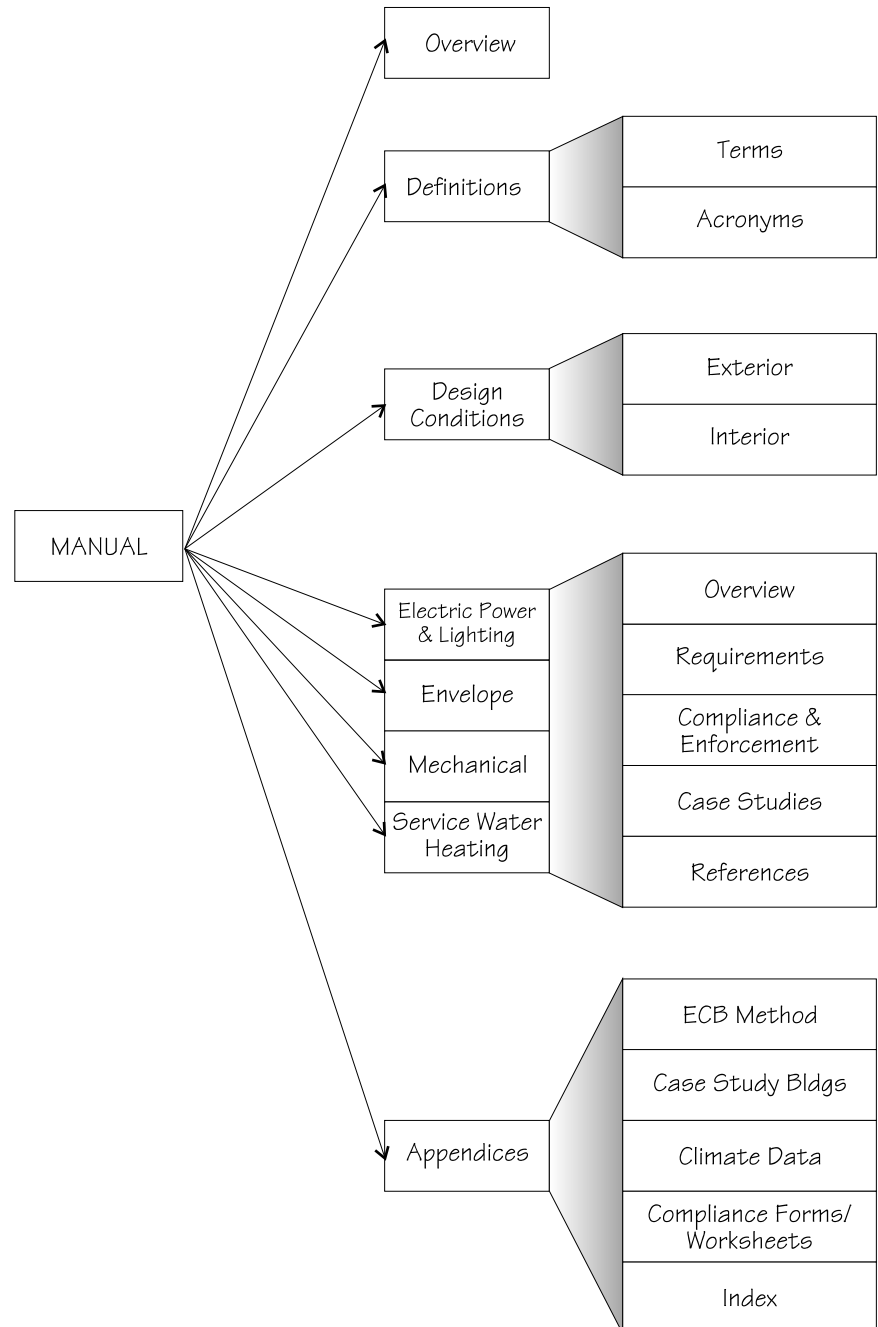 Overview
Definitions
Terms
Acronyms
Design
Conditions
Exterior
Interior
MANUAL
Electric Power
& Lighting
Envelope
Mechanical
Service Water
Heating
Overview
Requirements
Compliance &
Enforcement
Case Studies
References
Appendices
ECB Method
Case Study Bldgs
Climate Data
Compliance Forms/
Worksheets
Index